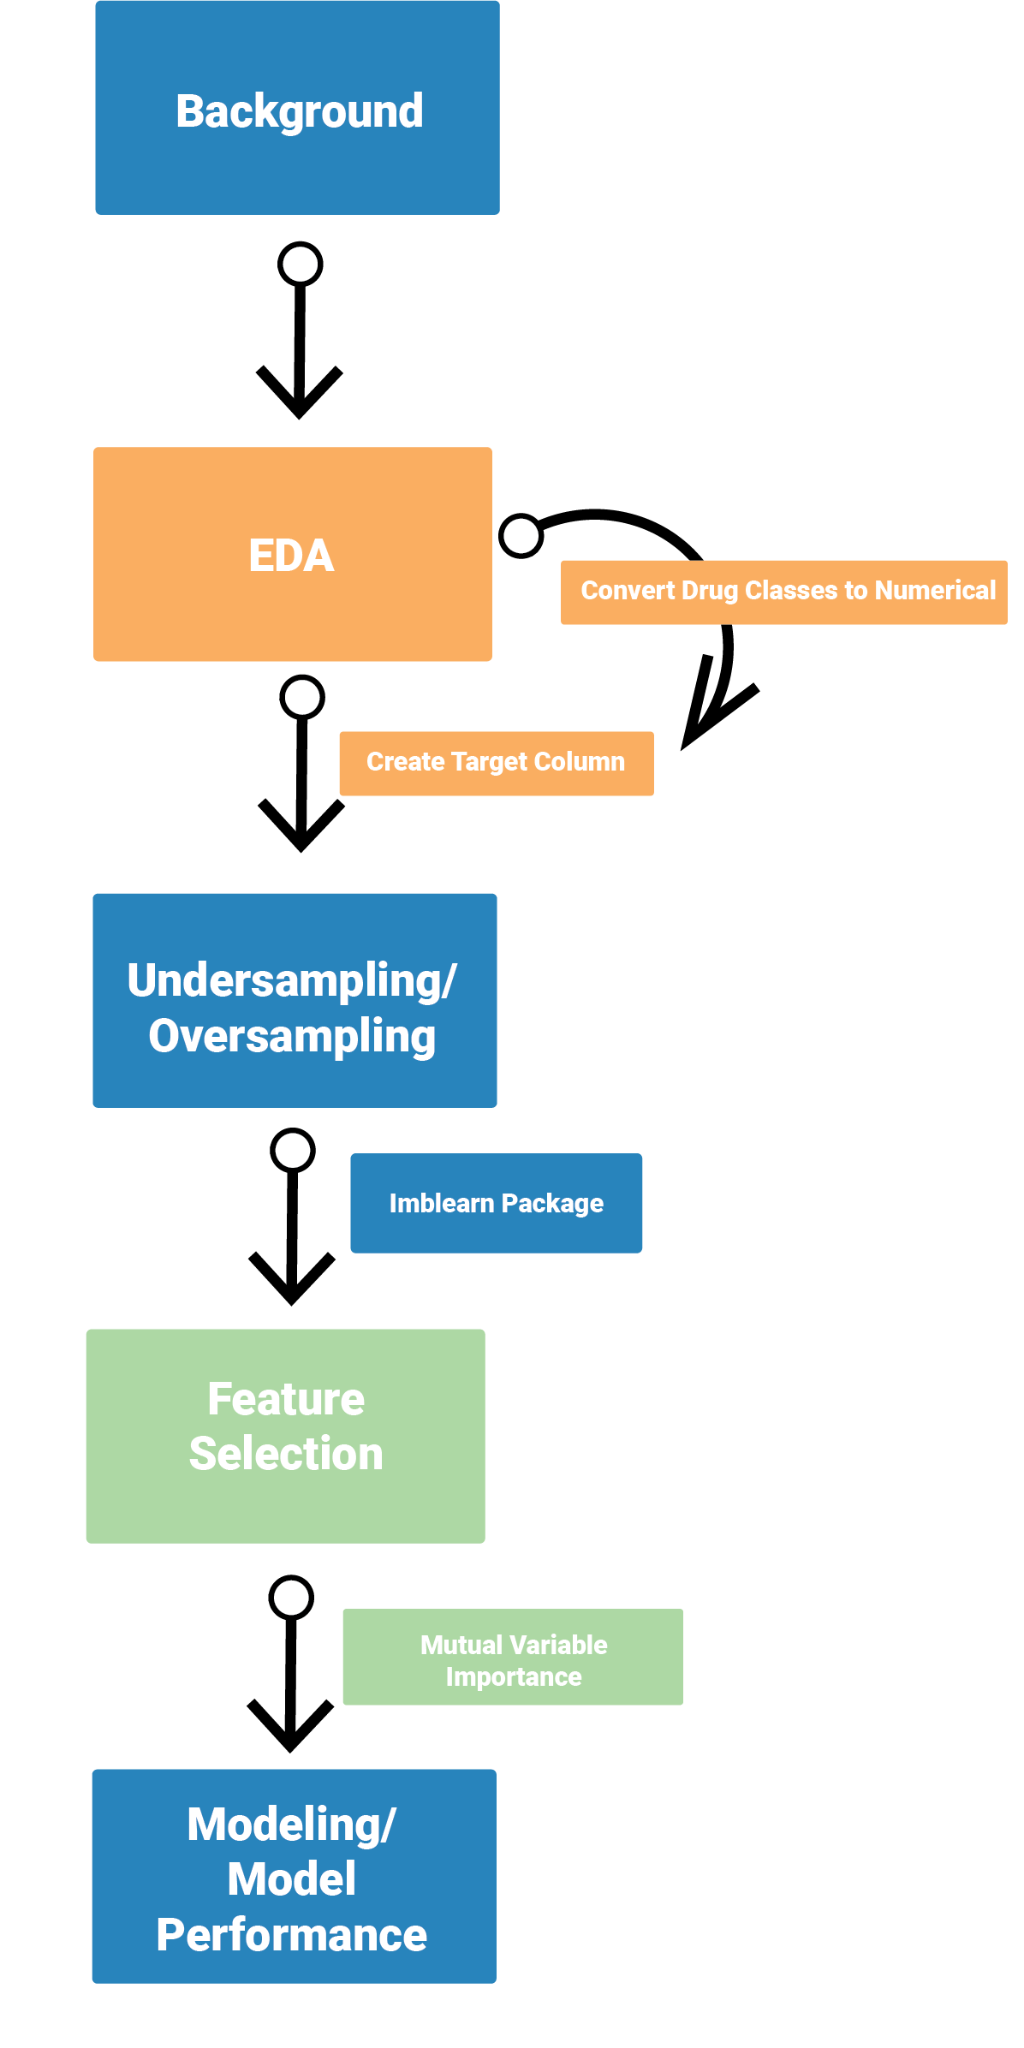 Background
EDA
Convert Drug Classes to Numerical
Create Target Column
Undersampling/
Oversampling
Imblearn Package
Feature
Selection
Mutual Variable
Importance
Modeling/
Model
Performance